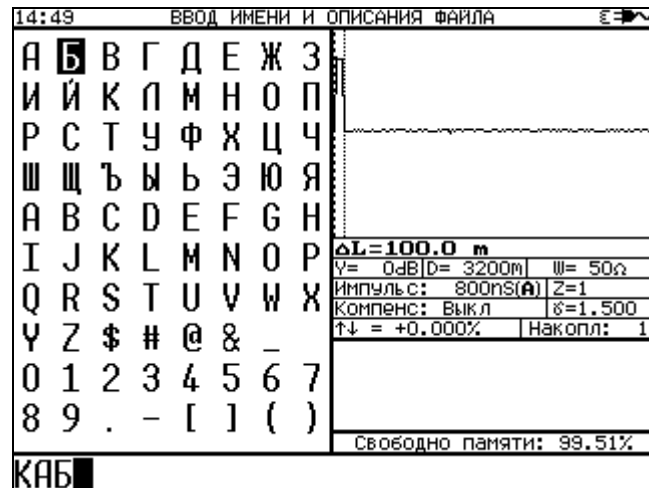 14:49 ВВОД ИМЕНИ И ОПИСАНИЯ ФАЙЛА
А Б В Г Д Е Ж З
И Й К Л М Н О П
Р С Т У Ф Х Ц Ч
Ш Щ Ъ Ы Ь Э Ю Я
A B C D E F G H
I J K L M N O P
Q R S T U V W X
Y Z $ # @ & _
0 1 2 3 4 5 6 7
8 9 . - [ ] ( )
ΔL=100.0 m
Y= 0dB D= 3200m W= 50Ω
Импульс: 800nS(A) Z=1
Компенс: Выкл γ=1.500
↑↓ = +0.000% Накопл: 1
Свободно памяти: 99.51%
КАБ